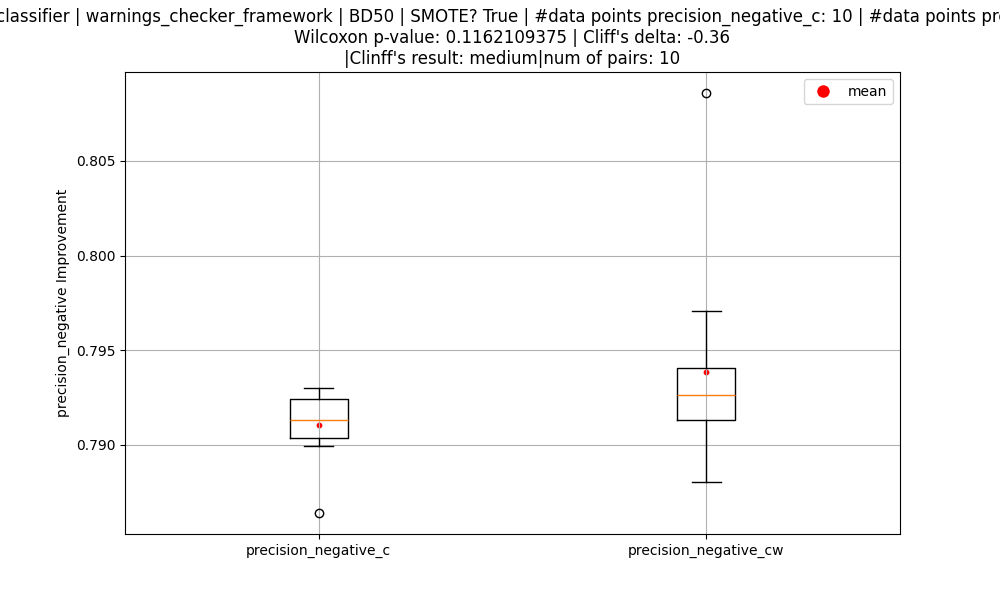 classifier | warnings_checker_framework | BD50 | SMOTE? True | #data points precision_negative_c: 10 | #data points
Wilcoxon p-value: 0.1162109375 | Cliff's delta: -0.36
|Clinff's result: medium|num of pairs: 10
mean
0.805
0.800
0.795
0.790
precision_negative Improvement
precision_negative_c
precision_negative_cw